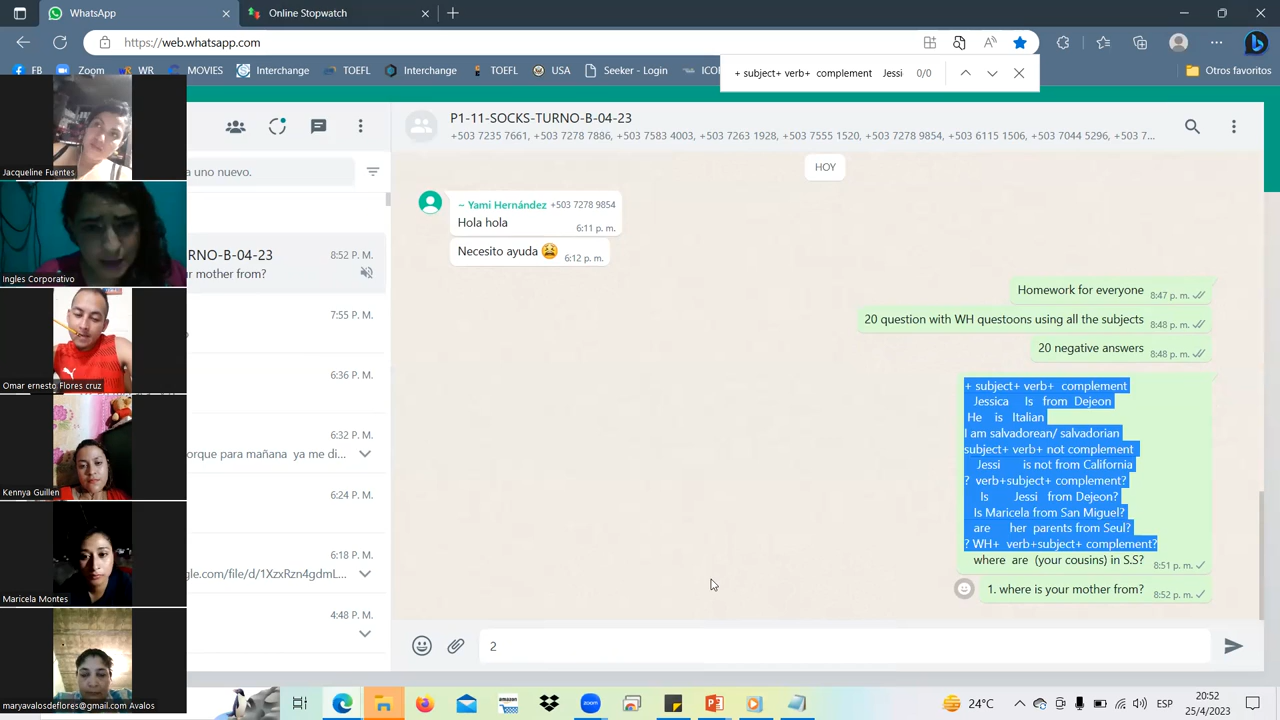 WhatsApp
Online Stopwatch
https://web.whatsapp.com
FB
Zoom
WR
MOVIES
Interchange
TOEFL
Interchange
TOEFL
USA
Seeker - Login
ICO
Otros favoritos
+ subject+ verb+ complement Jessi 0/0
P1-11-SOCKS-TURNO-B-04-23
+503 7235 7661, +503 7278 7886, +503 7583 4003, +503 7263 1928, +503 7555 1520, +503 7278 9854, +503 6115 1506, +503 7044 5296, +503 7...
a uno nuevo.
RNO-B-04-23
8:52 P. M.
r mother from?
7:55 P. M.
6:36 P. M.
6:32 P. M.
orque para mañana ya me di...
6:24 P. M.
6:18 P. M.
gle.com/file/d/1XzxRzn4gdmL...
4:48 P. M.
Jacqueline Fuentes
Ingles Corporativo
Omar ernesto Flores cruz
Kennya Guillen
Maricela Montes
maryavalosdeflores@gmail.com Avalos
HOY
~ Yami Hernández +503 7278 9854
Hola hola
6:11 p. m.
Necesito ayuda
6:12 p. m.
Homework for everyone 8:47 p. m.
20 question with WH questoons using all the subjects 8:48 p. m.
20 negative answers 8:48 p. m.
+ subject+ verb+ complement
Jessica Is from Dejeon
He is Italian
I am salvadorean/ salvadorian
subject+ verb+ not complement
Jessi is not from California
? verb+subject+ complement?
Is Jessi from Dejeon?
Is Maricela from San Miguel?
are her parents from Seul?
? WH+ verb+subject+ complement?
where are (your cousins) in S.S? 8:51 p. m.
1. where is your mother from? 8:52 p. m.
2
amazon
zoom
24°C
ESP
20:52
25/4/2023